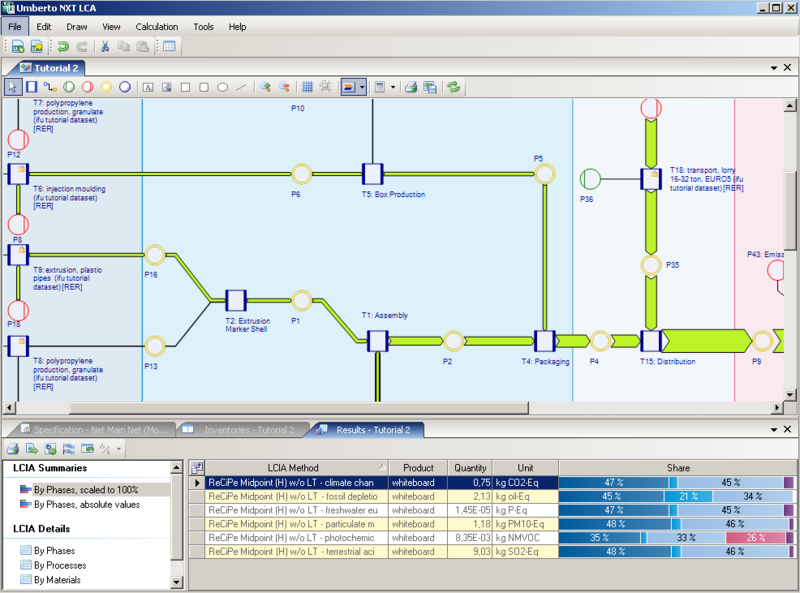 Umberto NXT LCA
File Edit Draw View Calculation Tools Help
Tutorial 2
T7: polypropylene
production, granulate
(ifu tutorial dataset)
[RER]
P10
P12
T6: injection moulding
(ifu tutorial dataset)
[RER]
P6
T5: Box Production
P5
P36
T18: transport, lorry
16-32 ton, EURO5 (ifu
tutorial dataset) [RER]
P8
T9: extrusion, plastic
pipes (ifu tutorial
dataset)[RER]
P16
P35
P43: Emiss
P18
T2: Extrusion
Marker Shell
P1
T1: Assembly
T8: polypropylene
production, granulate
(ifu tutorial dataset)
[RER]
P13
P2
T4: Packaging
P4
T15: Distribution
P9
Specification - Net Main Net (Mo...
Inventories - Tutorial 2
Results - Tutorial 2
LCIA Summaries
By Phases, scaled to 100%
By Phases, absolute values
LCIA Details
By Phases
By Processes
By Materials
LCIA Method Product Quantity Unit Share
ReCiPe Midpoint (H) w/o LT - climate chan whiteboard 0,75 kg CO2-Eq 47 % 45 %
ReCiPe Midpoint (H) w/o LT - fossil depletio whiteboard 2,13 kg oil-Eq 45 % 21 % 34 %
ReCiPe Midpoint (H) w/o LT - freshwater eu whiteboard 1,45E-05 kg P-Eq 47 % 45 %
ReCiPe Midpoint (H) w/o LT - particulate m whiteboard 1,18 kg PM10-Eq 48 % 46 %
ReCiPe Midpoint (H) w/o LT - photochemic whiteboard 8,35E-03 kg NMVOC 35 % 33 % 26 %
ReCiPe Midpoint (H) w/o LT - terrestrial aci whiteboard 9,03 kg SO2-Eq 48 % 46 %